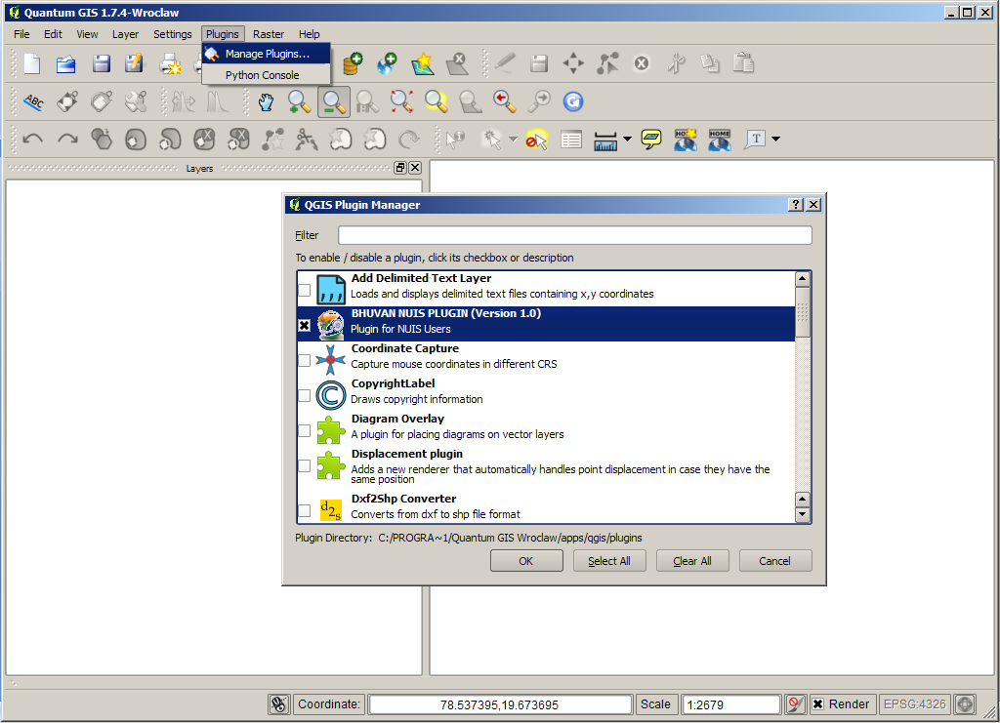 Quantum GIS 1.7.4-Wroclaw
File Edit View Layer Settings Plugins Raster Help
Manage Plugins...
Python Console
ABC
HOME
T
Layers
QGIS Plugin Manager
Filter
To enable / disable a plugin, click its checkbox or description
Add Delimited Text Layer
Loads and displays delimited text files containing x,y coordinates
BHUVAN NUIS PLUGIN (Version 1.0)
Plugin for NUIS Users
Coordinate Capture
Capture mouse coordinates in different CRS
CopyrightLabel
Draws copyright information
Diagram Overlay
A plugin for placing diagrams on vector layers
Displacement plugin
Adds a new renderer that automatically handles point displacement in case they have the
same position
d2s
Dxf2Shp Converter
Converts from dxf to shp file format
Plugin Directory: C:/PROGRA~1/Quantum GIS Wroclaw/apps/qgis/plugins
OK Select All Clear All Cancel
Coordinate: 78.537395,19.673695 Scale 1:2679 Render EPSG:4326